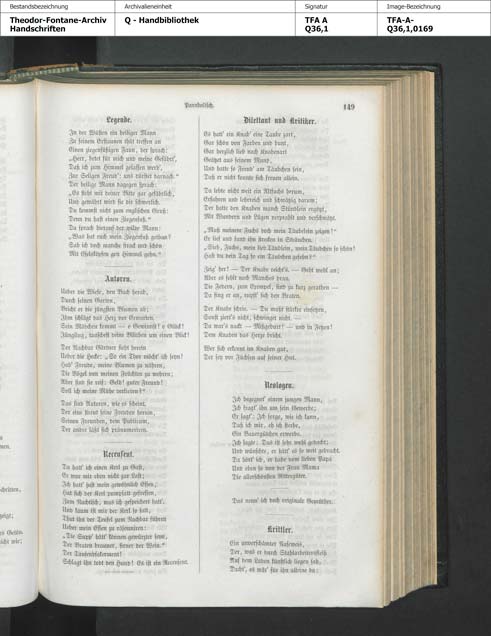 Bestandsbezeichnung
Theodor-Fontane-Archiv
Handschriften
Archivalieneinheit
Q - Handbibliothek
Signatur
TFA A
Q36,1
Image-Bezeichnung
TFA-A-
Q36,1,0169
Parabolisch.
149
Legende.
In der Wüsten ein heiliger Mann
Zu seinem Erstaunen thät treffen an
Einen ziegenfüßigen Faun, der sprach:
„Herr, betet für mich und meine Gefährt',
Daß ich zum Himmel gelassen werd',
Zur Seligen Freud': uns dürstet darnach.“
Der heilige Mann dagegen sprach:
„Es steht mit deiner Bitte gar gefährlich,
Und gewährt wird sie dir schwerlich.
Du kommst nicht zum englischen Gruß:
Denn du hast einen Ziegenfuß.“
Da sprach hierauf der wilde Mann:
„Was hat euch mein Ziegenfuß gethan?
Sah ich doch manche strack und schön
Mit Eselsköpfen gen Himmel gehn.“
Autoren.
Ueber die Wiese, den Bach herab,
Durch seinen Garten,
Bricht er die jüngsten Blumen ab;
Ihm schlägt das Herz vor Erwarten.
Sein Mädchen kommt — o Gewinnst! o Glück!
Jüngling, tauschest deine Blüthen um einen Blick!
Der Nachbar Gärtner sieht herein
Ueber die Hecke: „So ein Thor möcht' ich seyn!
Hab' Freude, meine Blumen zu nähren,
Die Vögel von meinen Früchten zu wehren;
Aber sind sie reif: Geld! guter Freund!
Soll ich meine Mühe verlieren?“
Das sind Autoren, wie es scheint.
Der eine streut seine Freuden herum,
Seinen Freunden, dem Publicum,
Der andre läßt sich pränumeriren.
Recensent.
Da hatt' ich einen Kerl zu Gast,
Er war mir eben nicht zur Last;
Ich hatt' just mein gewöhnlich Essen;
Hat sich der Kerl pumpsatt gefressen,
Zum Nachtisch, was ich gespeichert hatt'.
Und kaum ist mir der Kerl so satt,
Thut ihn der Teufel zum Nachbar führen
Ueber mein Essen zu räsonniren:
„Die Supp' hätt' können gewürzter seyn,
Der Braten brauner, firner der Wein.“
Der Tausendsakerment!
Schlagt ihn todt den Hund! Es ist ein Recensent.
Dilettant und Kritiker.
Es hatt' ein Knab' eine Taube zart,
Gar schön von Farben und bunt,
Gar herzlich lieb nach Knabenart
Geätzet aus seinem Mund,
Und hatte so Freud' am Täubchen sein,
Daß er nicht konnte sich freuen allein.
Da lebte nicht weit ein Altfuchs herum,
Erfahren und lehrreich und schwätzig darum;
Der hatte den Knaben manch Stündlein ergötzt,
Mit Wundern und Lügen verprahlt und verschwätzt.
„Muß meinem Fuchs doch mein Täubelein zeigen!“
Er lief und fand ihn strecken in Sträuchen.
„Sieh, Fuchs, mein lieb Täublein, mein Täubchen so schön!
Hast du dein Tag so ein Täubchen gesehn?“
Zeig' her! — Der Knabe reicht's. — Geht wohl an;
Aber es fehlt noch Manches dran.
Die Federn, zum Exempel, sind zu kurz gerathen —
Da fing er an, rupft' sich den Braten.
Der Knabe schrie. — Du mußt stärkre einsetzen,
Sonst ziert's nicht, schwinget nicht. —
Da war's nackt — Mißgeburt! — und in Fetzen!
Dem Knaben das Herze bricht.
Wer sich erkennt im Knaben gut,
Der sey vor Füchsen auf seiner Hut.
Neologen.
Ich begegnet' einem jungen Mann,
Ich fragt' ihn um sein Gewerbe;
Er sagt': Ich sorge, wie ich kann,
Daß ich mir, eh ich sterbe,
Ein Bauergütchen erwerbe.
Ich sagte: Das ist sehr wohl gedacht;
Und wünschte, er hätt' es so weit gebracht.
Da hört' ich, er habe vom lieben Papa
Und eben so von der Frau Mama
Die allerschönsten Rittergüter.
Das nenn' ich doch originale Gemüther.
Krittler.
Ein unverschämter Naseweis,
Der, was er durch Stahlarbeitersfleiß
Auf dem Laden künstlich liegen sah,
Dacht', es wär' für ihn alleine da: